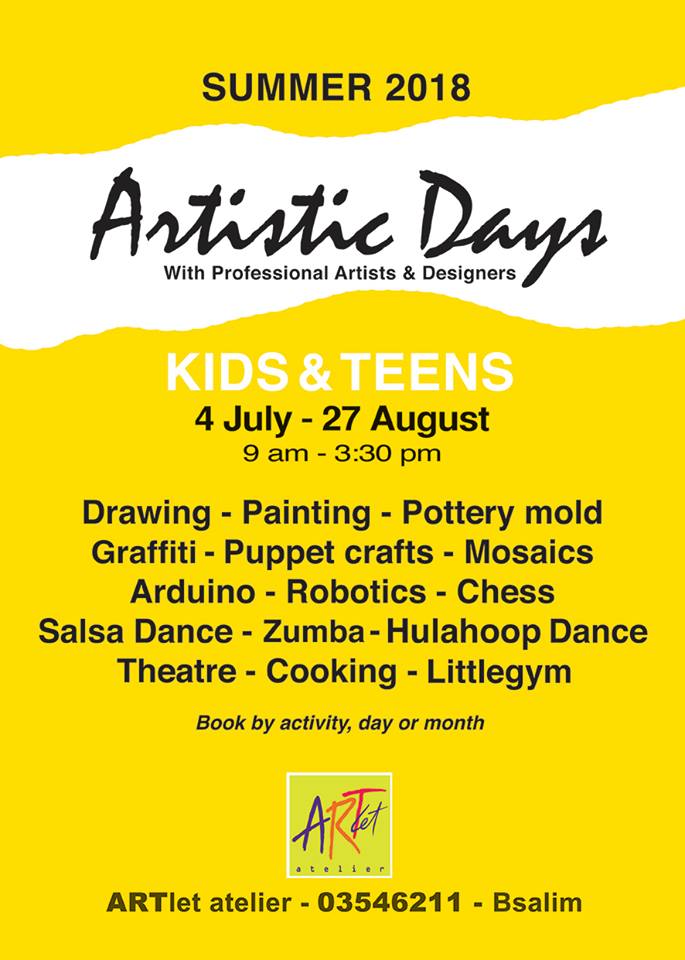 SUMMER 2018
Artistic Days
With Professional Artists & Designers
KIDS & TEENS
4 July - 27 August
9 am - 3:30 pm
Drawing - Painting - Pottery mold
Graffiti - Puppet crafts - Mosaics
Arduino - Robotics - Chess
Salsa Dance - Zumba - Hulahoop Dance
Theatre - Cooking - Littlegym
Book by activity, day or month
ARTlet
atelier
ARTlet atelier - 03546211 - Bsalim